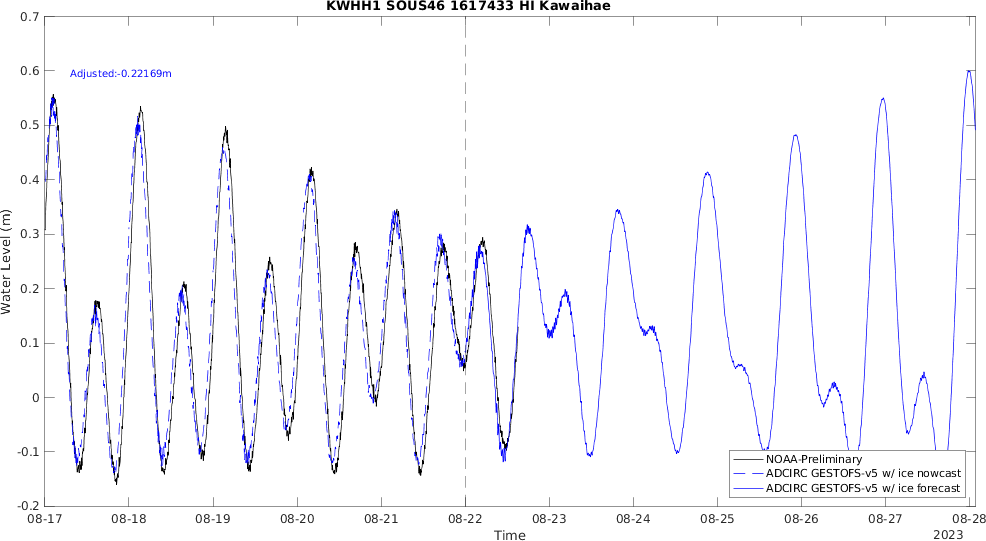 KWHH1 SOUS46 1617433 HI Kawaihae
0.7
0.6
0.5
0.4
0.3
0.2
0.1
0
-0.1
-0.2
Water Level (m)
Adjusted:-0.22169m
NOAA-Preliminary
ADCIRC GESTOFS-v5 w/ ice nowcast
ADCIRC GESTOFS-v5 w/ ice forecast
08-17 08-18 08-19 08-20 08-21 08-22 08-23 08-24 08-25 08-26 08-27 08-28
Time
2023